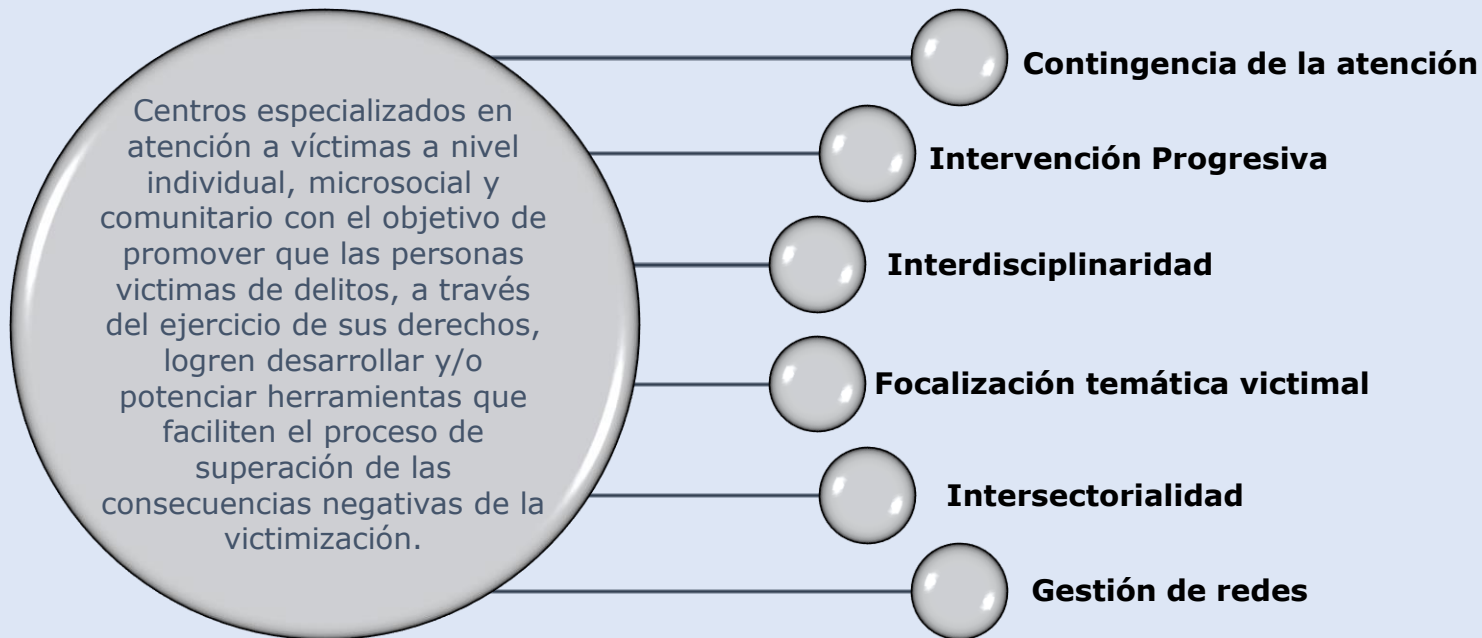 Centros especializados en
atención a víctimas a nivel
individual, microsocial y
comunitario con el objetivo de
promover que las personas
victimas de delitos, a través
del ejercicio de sus derechos,
logren desarrollar y/o
potenciar herramientas que
faciliten el proceso de
superación de las
consecuencias negativas de la
victimización.
Contingencia de la atención
Intervención Progresiva
Interdisciplinaridad
Focalización temática victimal
Intersectorialidad
Gestión de redes